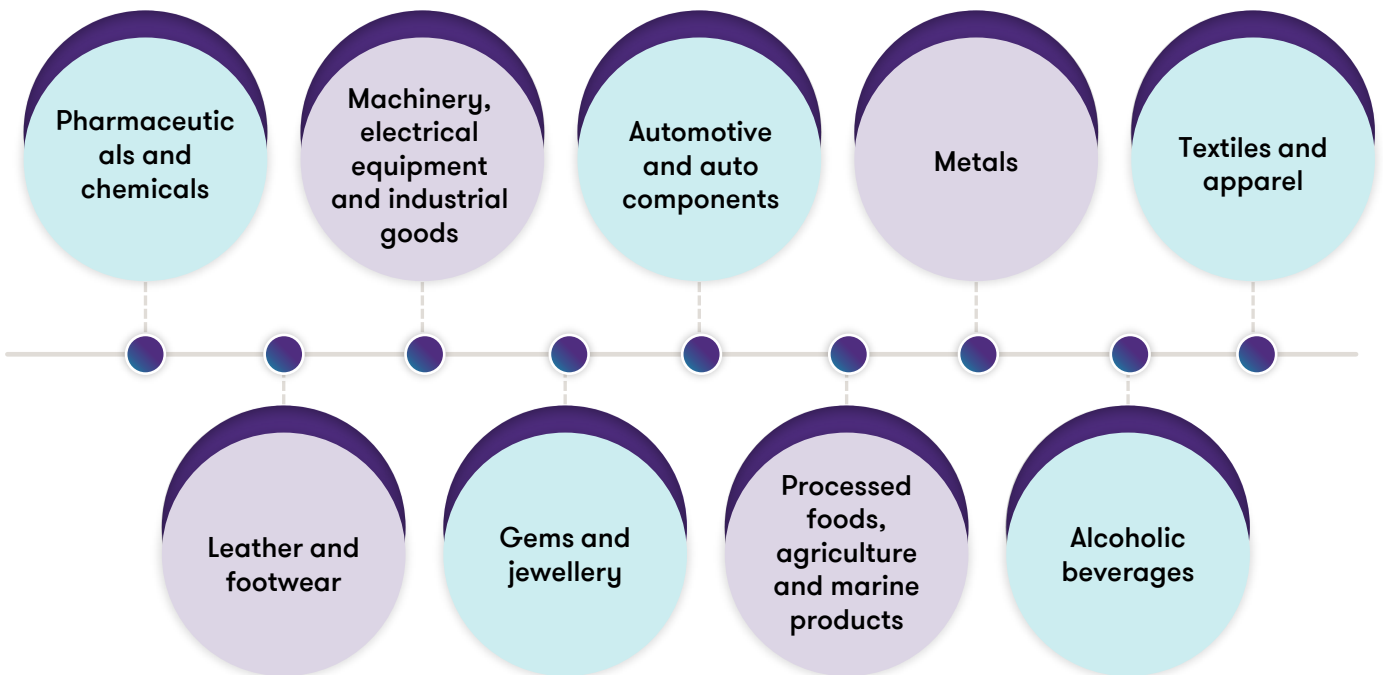 Pharmaceutic
als and
chemicals
Machinery,
electrical
equipment
and industrial
goods
Automotive
and auto
components
Metals
Textiles and
apparel
Leather and
footwear
Gems and
jewellery
Processed
foods,
agriculture
and marine
products
Alcoholic
beverages